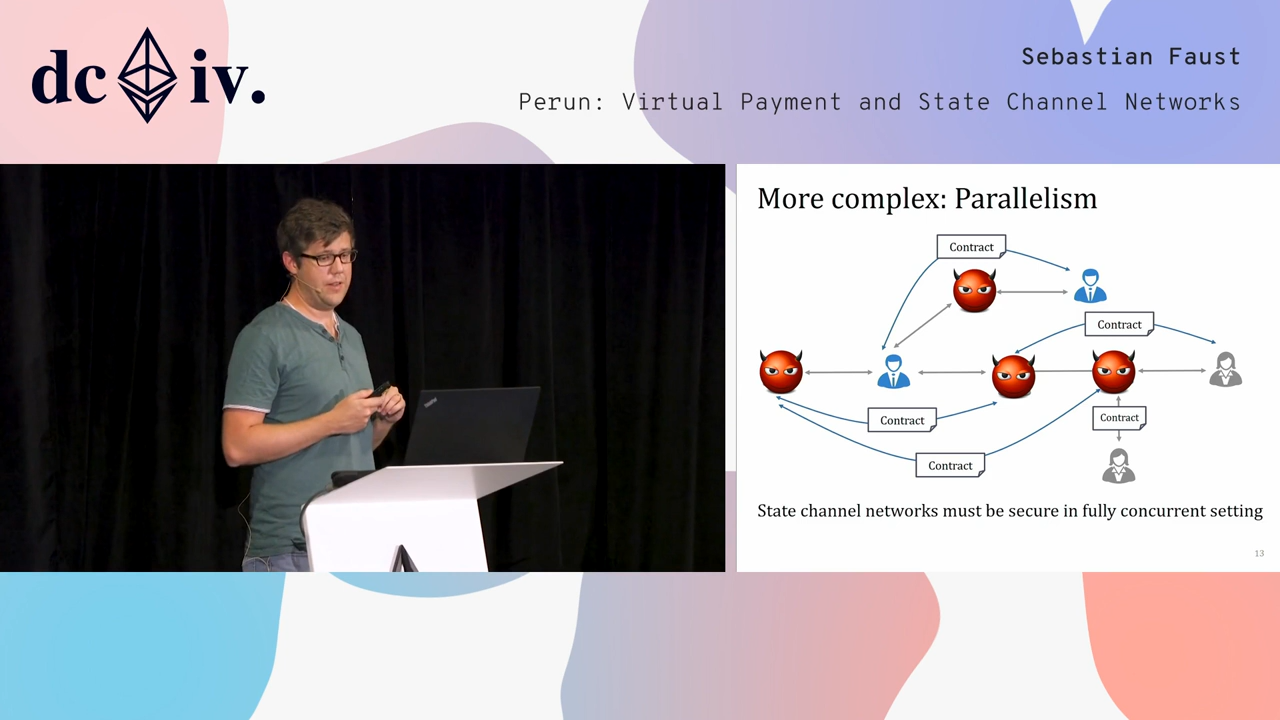 dc iv.
Sebastian Faust
Perun: Virtual Payment and State Channel Networks
More complex: Parallelism
Contract
Contract
Contract
Contract
Contract
State channel networks must be secure in fully concurrent setting
13